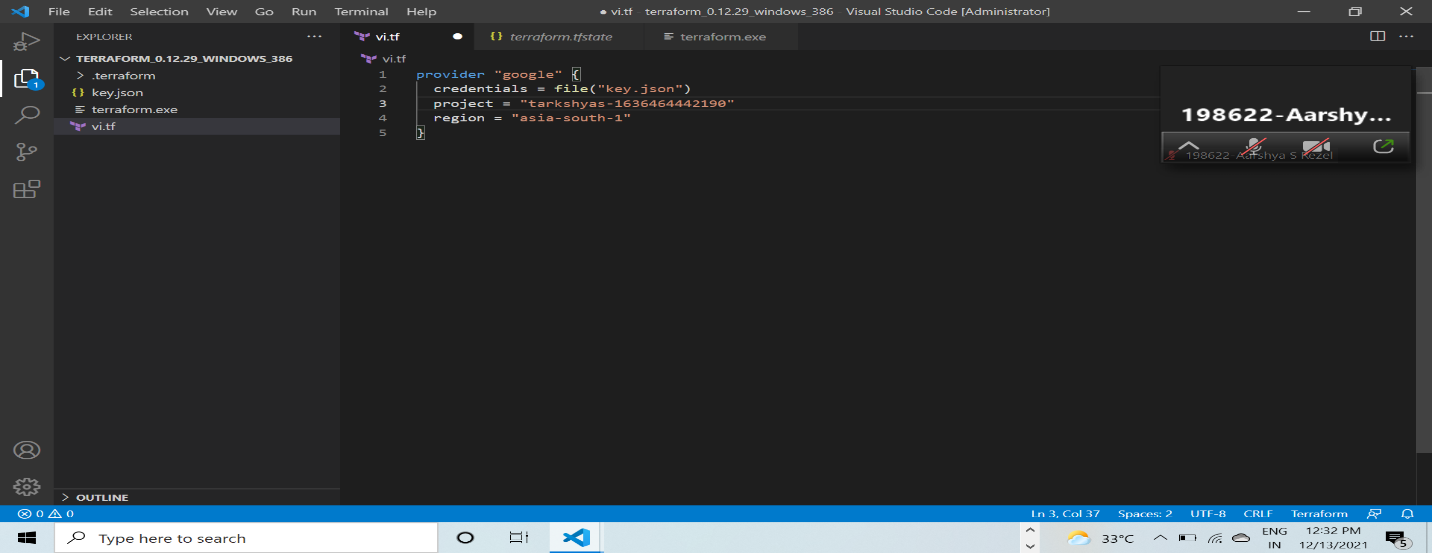 File Edit Selection View Go Run Terminal Help
● vi.tf - terraform_0.12.29_windows_386 - Visual Studio Code [Administrator]
EXPLORER ...
TERRAFORM_0.12.29_WINDOWS_386
> .terraform
{} key.json
terraform.exe
vi.tf
1
vi.tf ●
{} terraform.tfstate
terraform.exe
...
vi.tf
1 provider "google" {
2 credentials = file("key.json")
3 project = "tarkshyas-1636464442190"
4 region = "asia-south-1"
5 }
198622-Aarshy...
198622-Aarshya S Rezel
> OUTLINE
0 0
Ln 3, Col 37 Spaces: 2 UTF-8 CRLF Terraform
Type here to search
33°C
ENG
IN
12:32 PM
12/13/2021
5